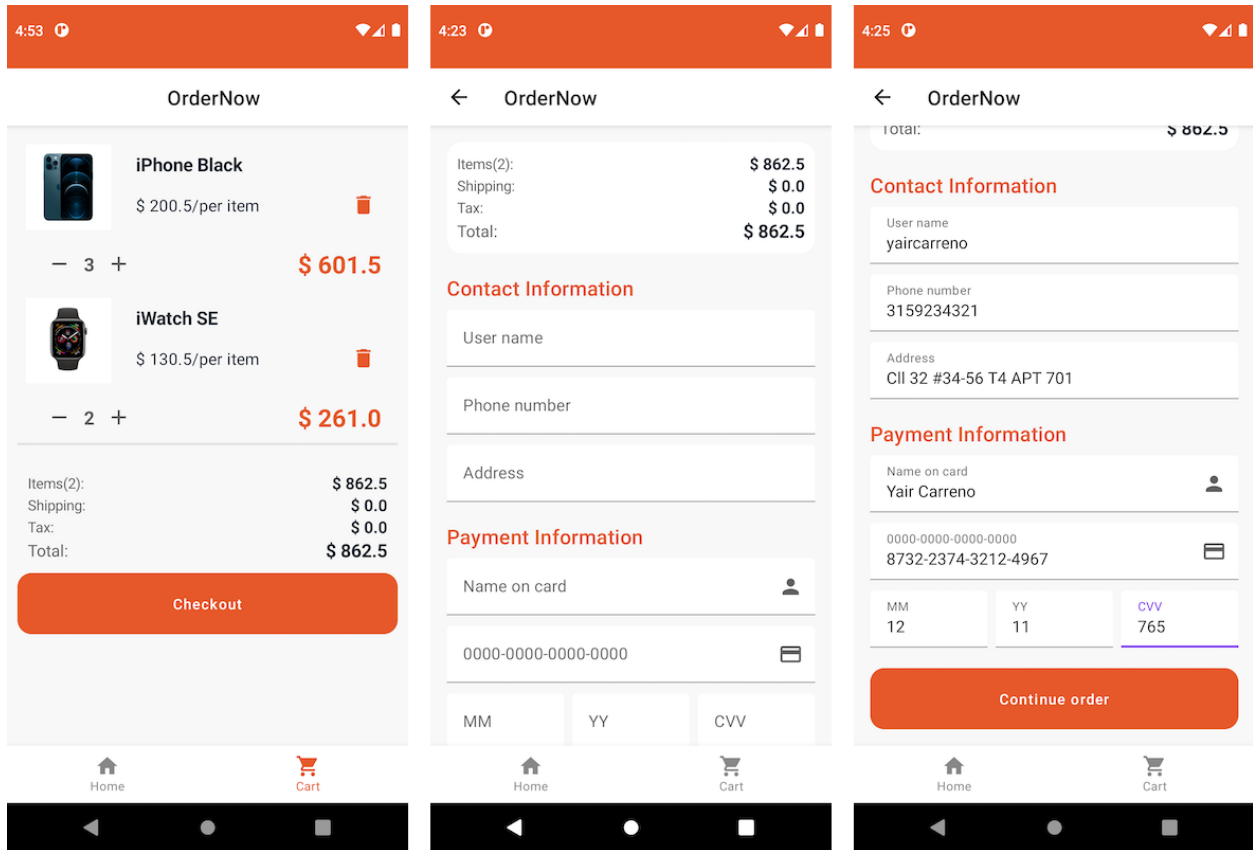 4:53
OrderNow
iPhone Black
$ 200.5/per item
− 3 + $ 601.5
iWatch SE
$ 130.5/per item
− 2 + $ 261.0
Items(2): $ 862.5
Shipping: $ 0.0
Tax: $ 0.0
Total: $ 862.5
Checkout
Home Cart
4:23
OrderNow
Items(2): $ 862.5
Shipping: $ 0.0
Tax: $ 0.0
Total: $ 862.5
Contact Information
User name
Phone number
Address
Payment Information
Name on card
0000-0000-0000-0000
MM YY CVV
Home Cart
4:25
OrderNow
Total: $ 862.5
Contact Information
User name
yaircarreno
Phone number
3159234321
Address
Cll 32 #34-56 T4 APT 701
Payment Information
Name on card
Yair Carreno
0000-0000-0000-0000
8732-2374-3212-4967
MM YY CVV
12 11 765
Continue order
Home Cart